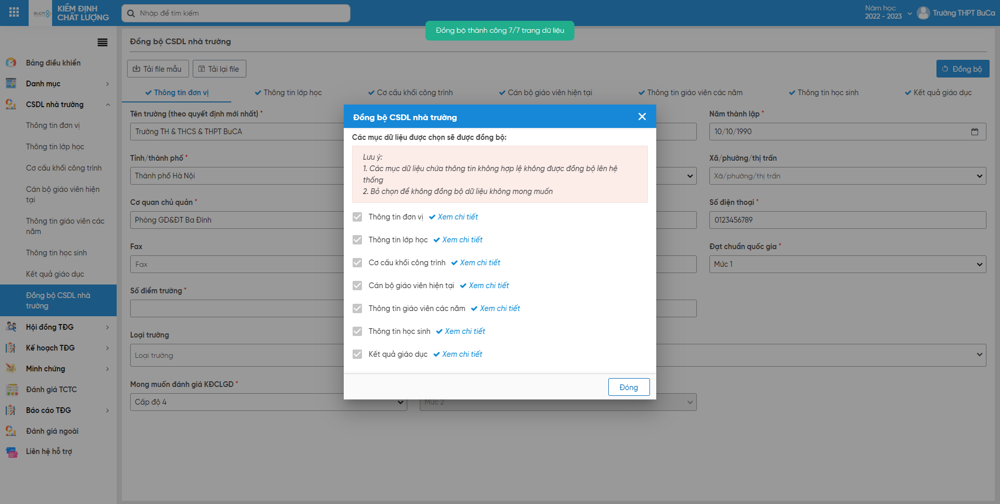 BUCA
KIỂM ĐỊNH
CHẤT LƯỢNG
Nhập để tìm kiếm
Năm học
2022 - 2023
Trường THPT BuCa
Đồng bộ thành công 7/7 trang dữ liệu
Bảng điều khiển
Danh mục
CSDL nhà trường
Thông tin đơn vị
Thông tin lớp học
Cơ cấu khối công trình
Cán bộ giáo viên hiện
tại
Thông tin giáo viên các
năm
Thông tin học sinh
Kết quả giáo dục
Đồng bộ CSDL nhà
trường
Hội đồng TĐG
Kế hoạch TĐG
Minh chứng
Đánh giá TCTC
Báo cáo TĐG
Đánh giá ngoài
Liên hệ hỗ trợ
Đồng bộ CSDL nhà trường
Tải file mẫu
Tải lại file
Đồng bộ
Thông tin đơn vị
Thông tin lớp học
Cơ cấu khối công trình
Cán bộ giáo viên hiện tại
Thông tin giáo viên các năm
Thông tin học sinh
Kết quả giáo dục
Tên trường (theo quyết định mới nhất) *
Trường TH & THCS & THPT BuCA
Năm thành lập *
10/10/1990
Tỉnh/thành phố *
Thành phố Hà Nội
Xã/phường/thị trấn
Xã/phường/thị trấn
Cơ quan chủ quản *
Phòng GD&ĐT Ba Đình
Số điện thoại *
0123456789
Fax
Fax
Đạt chuẩn quốc gia *
Mức 1
Số điểm trường *
Loại trường
Loại trường
Mong muốn đánh giá KĐCLGD *
Cấp độ 4
Mức 2
Đồng bộ CSDL nhà trường
Các mục dữ liệu được chọn sẽ được đồng bộ:
Lưu ý:
1. Các mục dữ liệu chứa thông tin không hợp lệ không được đồng bộ lên hệ
thống
2. Bỏ chọn để không đồng bộ dữ liệu không mong muốn
Thông tin đơn vị Xem chi tiết
Thông tin lớp học Xem chi tiết
Cơ cấu khối công trình Xem chi tiết
Cán bộ giáo viên hiện tại Xem chi tiết
Thông tin giáo viên các năm Xem chi tiết
Thông tin học sinh Xem chi tiết
Kết quả giáo dục Xem chi tiết
Đóng